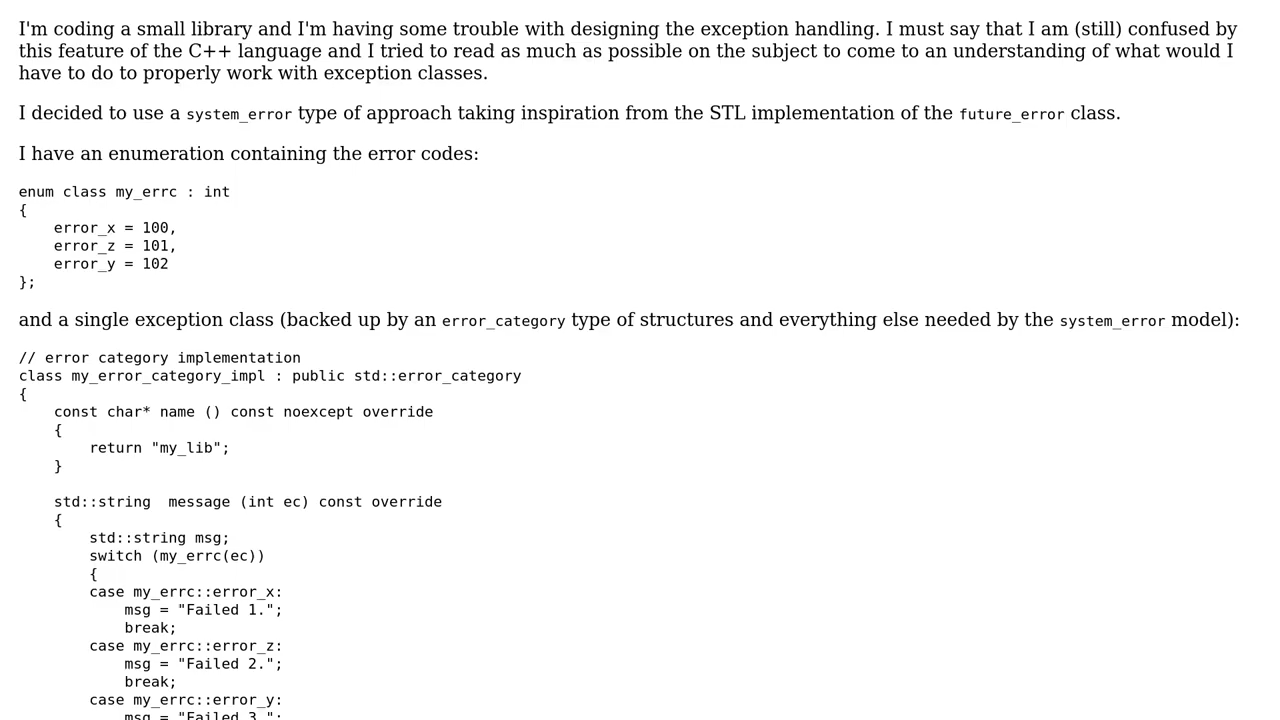 I'm coding a small library and I'm having some trouble with designing the exception handling. I must say that I am (still) confused by
this feature of the C++ language and I tried to read as much as possible on the subject to come to an understanding of what would I
have to do to properly work with exception classes.
I decided to use a system_error type of approach taking inspiration from the STL implementation of the future_error class.
I have an enumeration containing the error codes:
enum class my_errc : int
{
    error_x = 100,
    error_z = 101,
    error_y = 102
};
and a single exception class (backed up by an error_category type of structures and everything else needed by the system_error model):
// error category implementation
class my_error_category_impl : public std::error_category
{
    const char* name () const noexcept override
    {
        return "my_lib";
    }
    std::string  message (int ec) const override
    {
        std::string msg;
        switch (my_errc(ec))
        {
        case my_errc::error_x:
            msg = "Failed 1.";
            break;
        case my_errc::error_z:
            msg = "Failed 2.";
            break;
        case my_errc::error_y:
            msg = "Failed 3.";